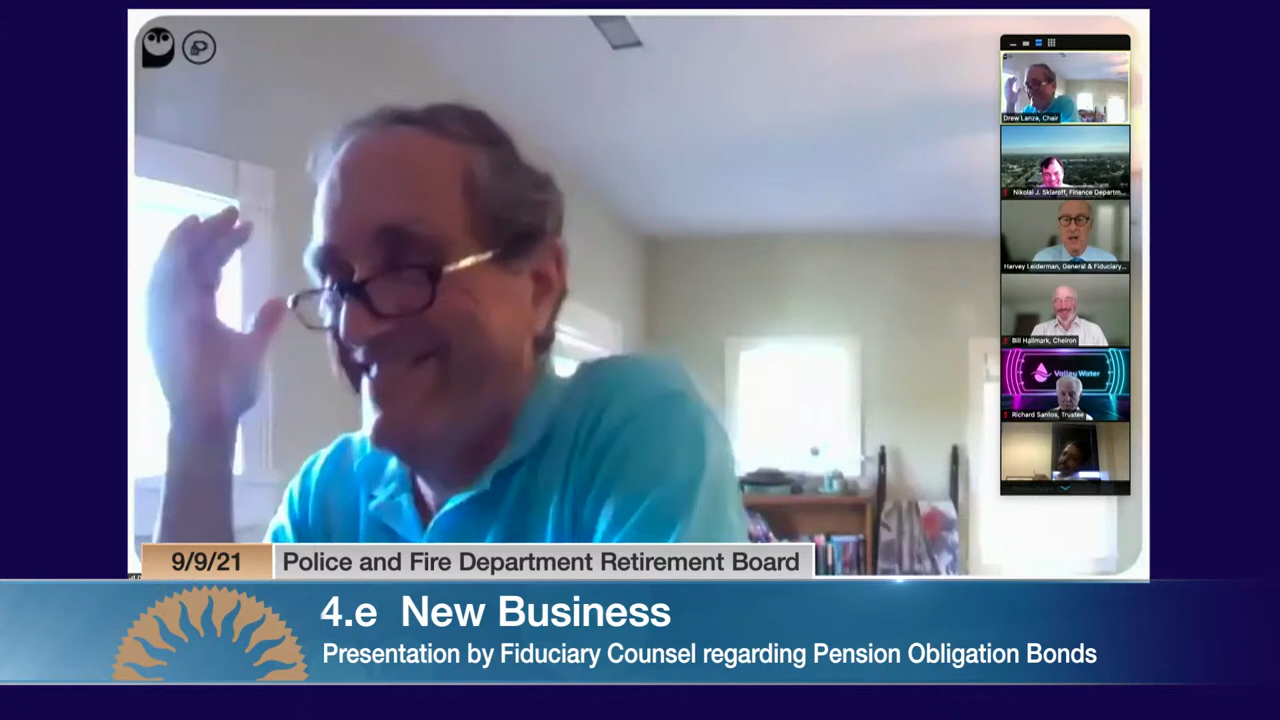 Drew Lanza, Chair
Nikolai J. Sklaroff, Finance Departm...
Harvey Leiderman, General & Fiduciary...
Bill Hallmark, Cheiron
Valley Water
Richard Santos, Trustee
9/9/21
Police and Fire Department Retirement Board
4.e New Business
Presentation by Fiduciary Counsel regarding Pension Obligation Bonds